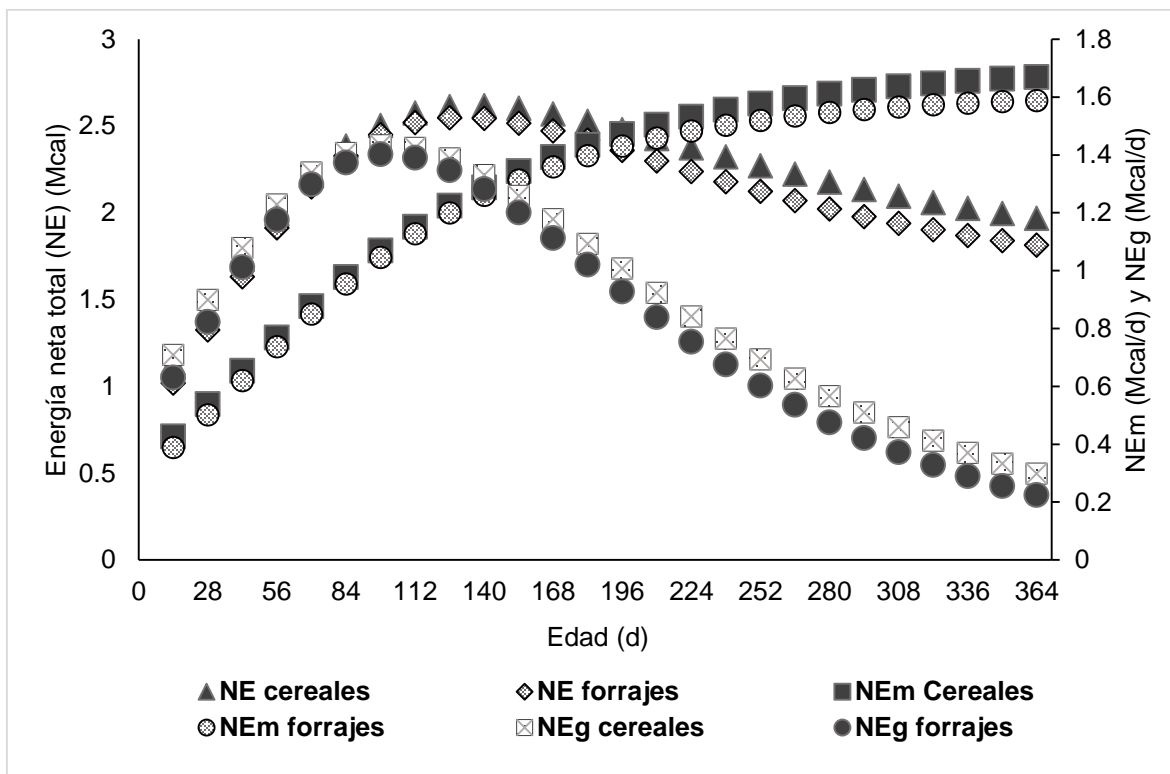 Energía neta total (NE) (Mcal)
3
2.5
2
1.5
1
0.5
0
1.8
1.6
1.4
1.2
1
0.8
0.6
0.4
0.2
0
NEm (Mcal/d) y NEg (Mcal/d)
0 28 56 84 112 140 168 196 224 252 280 308 336 364
Edad (d)
NE cereales NE forrajes NEm Cereales
NEm forrajes NEg cereales NEg forrajes